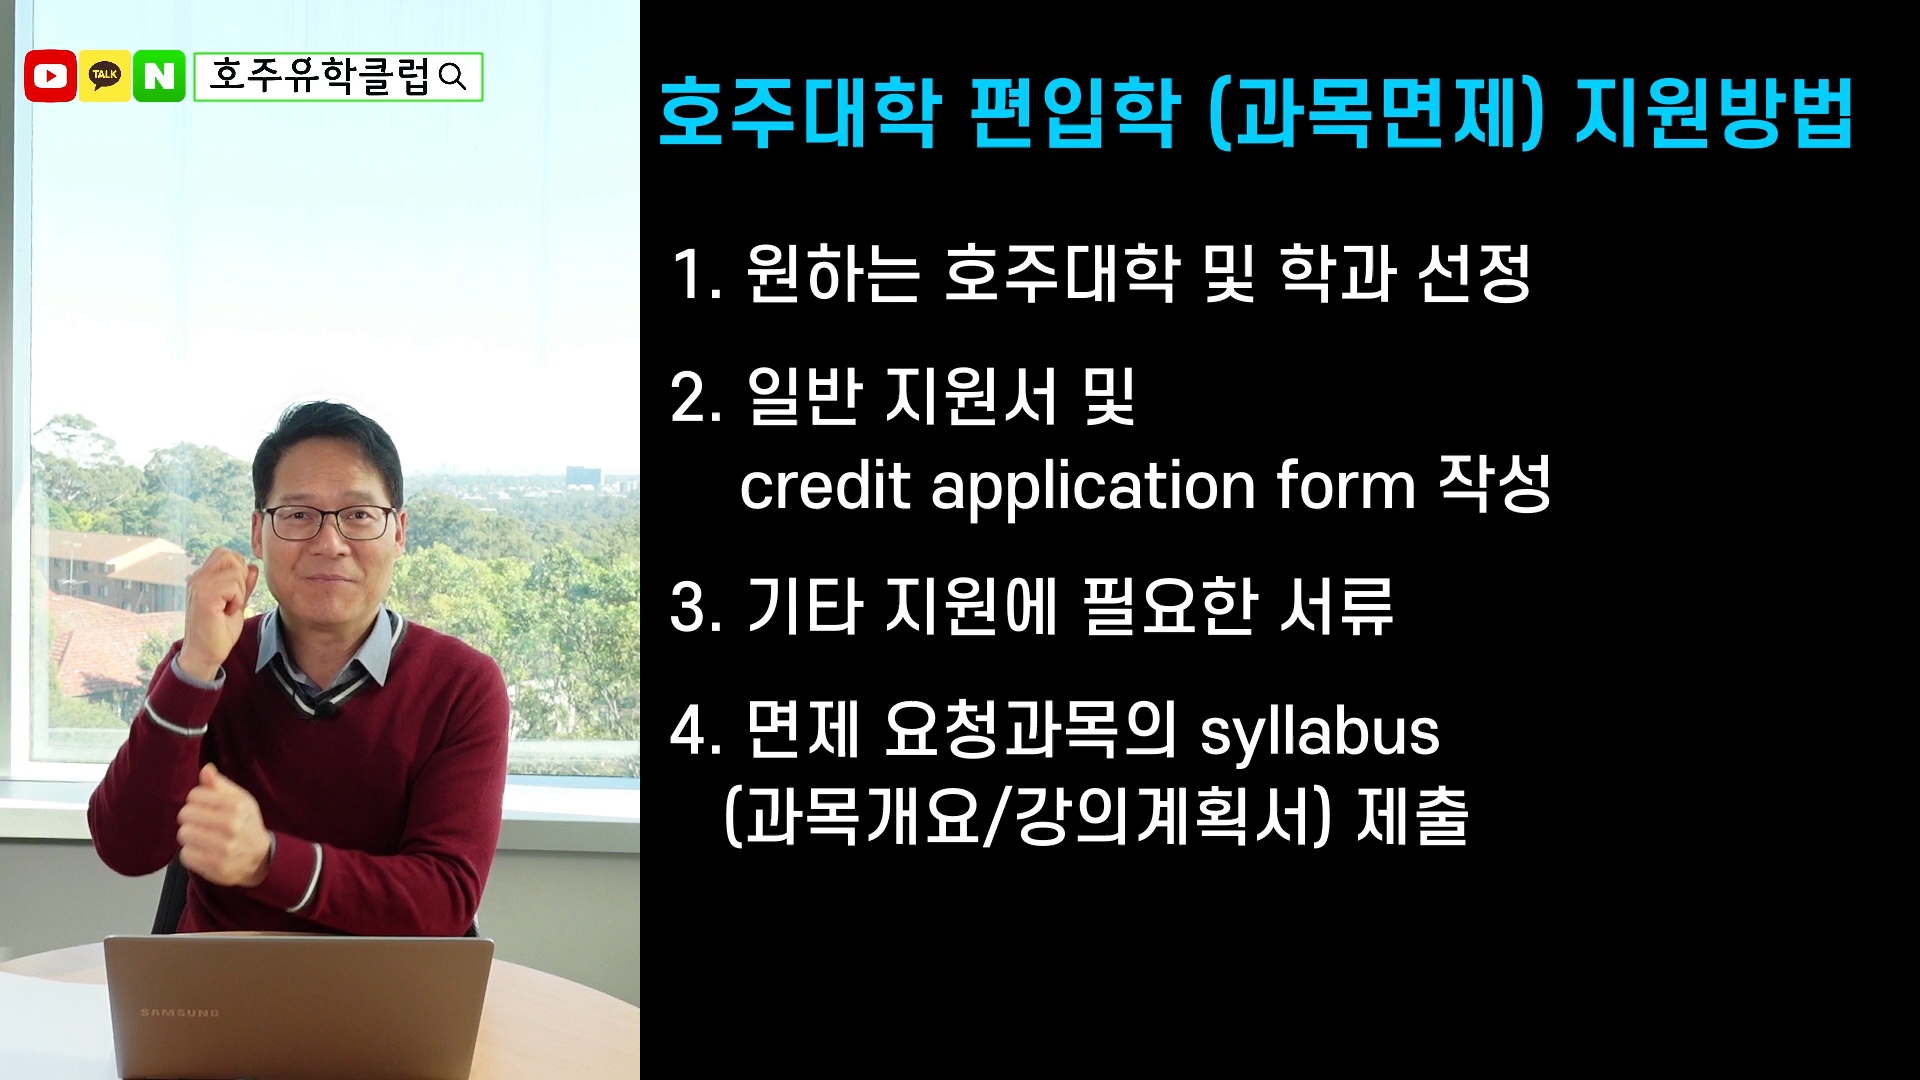 TALK
N
호주유학클럽
호주대학 편입학 (과목면제) 지원방법
1. 원하는 호주대학 및 학과 선정
2. 일반 지원서 및
credit application form 작성
3. 기타 지원에 필요한 서류
4. 면제 요청과목의 syllabus
(과목개요/강의계획서) 제출
SAMSUNG